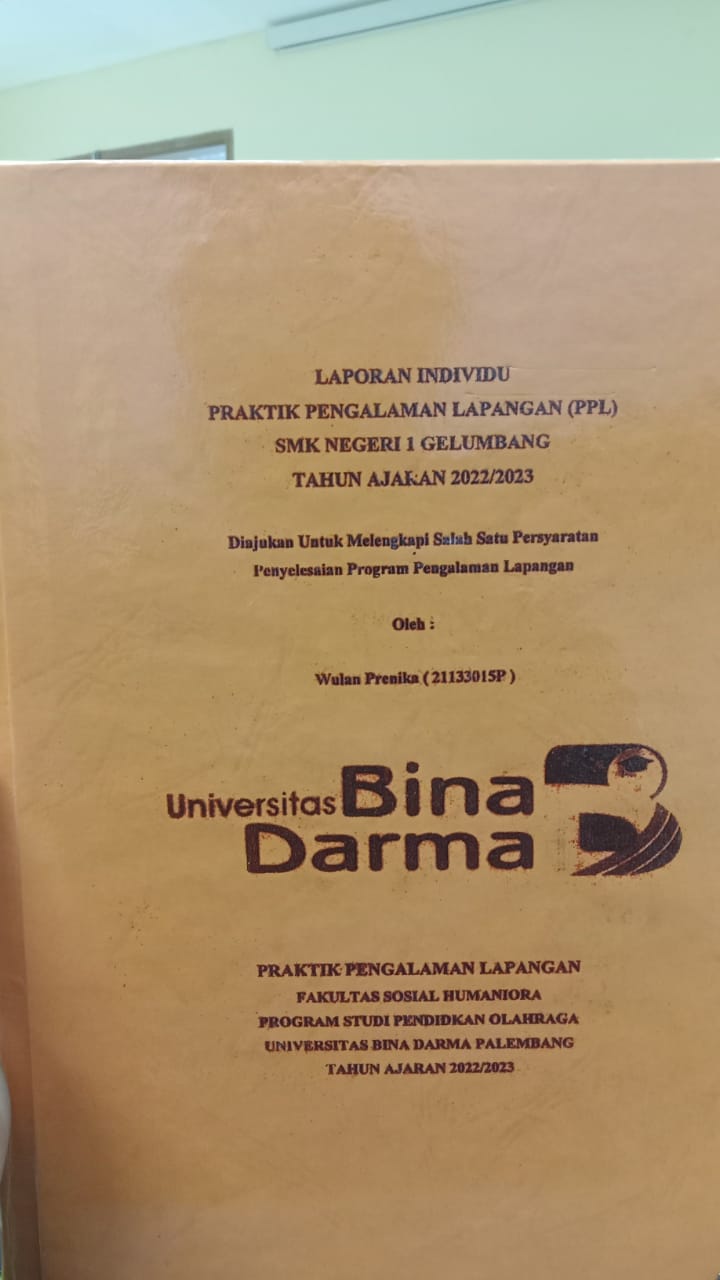 LAPORAN INDIVIDU
PRAKTIK PENGALAMAN LAPANGAN (PPL)
SMK NEGERI 1 GELUMBANG
TAHUN AJARAN 2022/2023
Diajukan Untuk Melengkapi Salah Satu Persyaratan
Penyelesaian Program Pengalaman Lapangan
Oleh :
Wulan Prenika ( 21133015P )
Universitas Bina
Darma
PRAKTIK PENGALAMAN LAPANGAN
FAKULTAS SOSIAL HUMANIORA
PROGRAM STUDI PENDIDKAN OLAHRAGA
UNIVERSITAS BINA DARMA PALEMBANG
TAHUN AJARAN 2022/2023